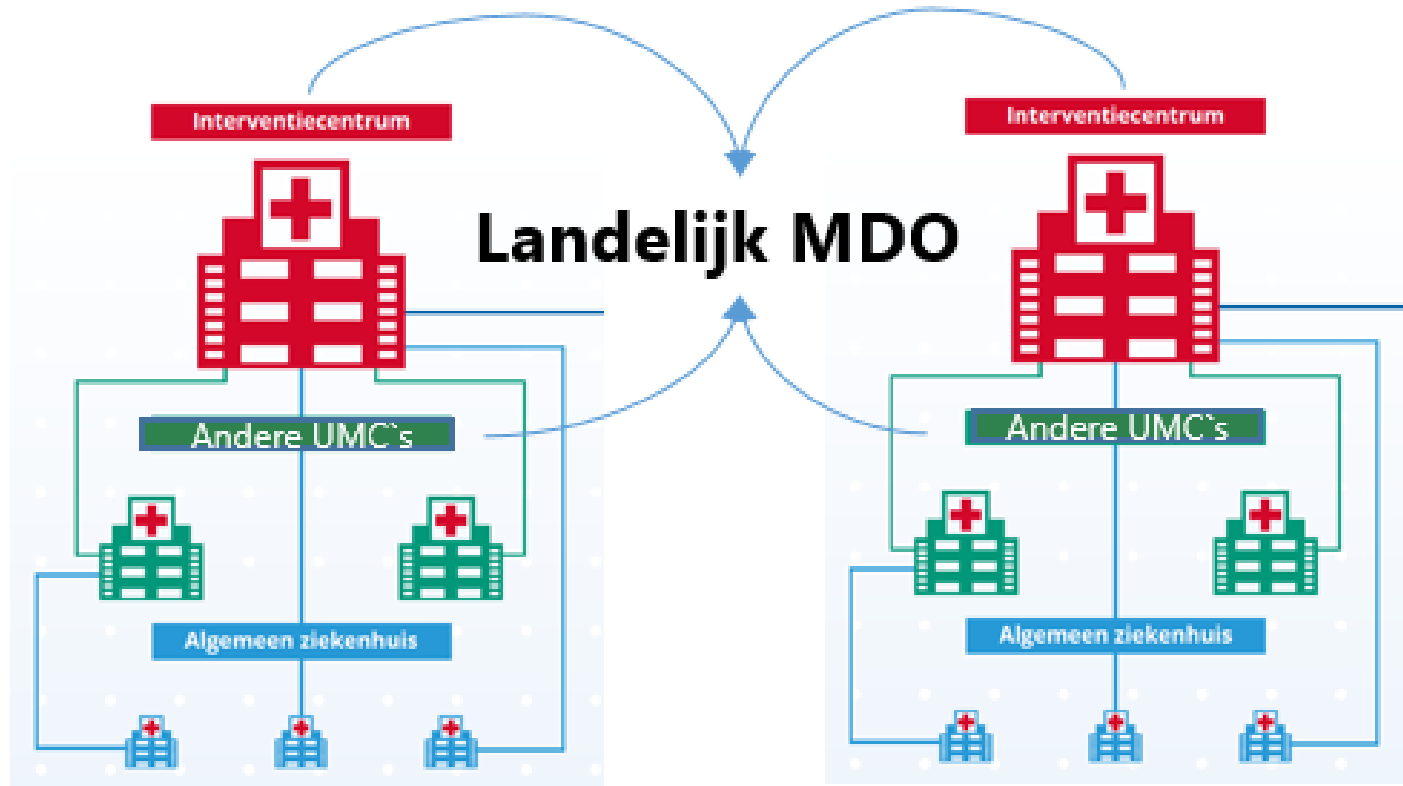 Interventiecentrum
Interventiecentrum
Landelijk MDO
Andere UMC`s
Andere UMC`s
Algemeen ziekenhuis
Algemeen ziekenhuis